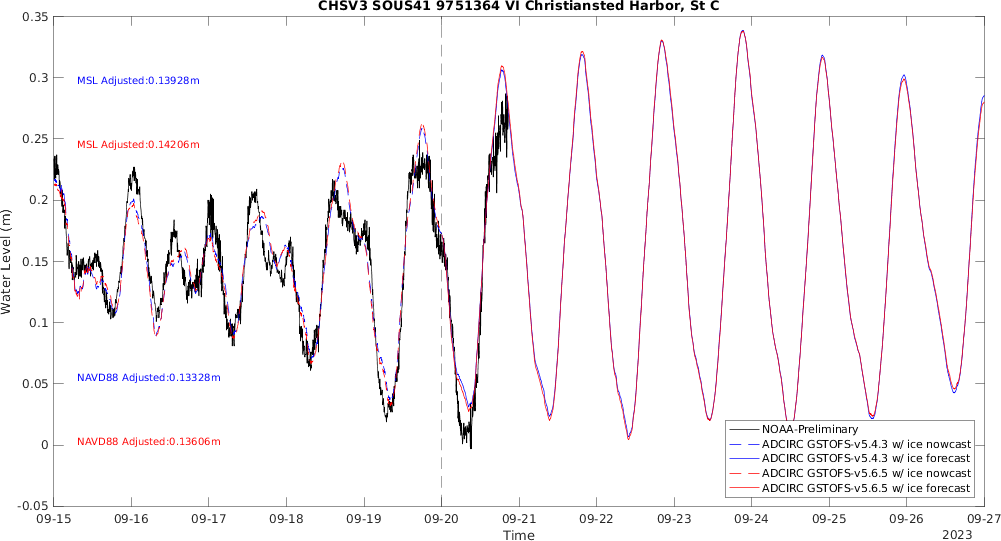 CHSV3 SOUS41 9751364 VI Christiansted Harbor, St C
0.35
0.3
0.25
0.2
0.15
0.1
0.05
0
-0.05
Water Level (m)
MSL Adjusted:0.13928m
MSL Adjusted:0.14206m
NAVD88 Adjusted:0.13328m
NAVD88 Adjusted:0.13606m
NOAA-Preliminary
ADCIRC GSTOFS-v5.4.3 w/ ice nowcast
ADCIRC GSTOFS-v5.4.3 w/ ice forecast
ADCIRC GSTOFS-v5.6.5 w/ ice nowcast
ADCIRC GSTOFS-v5.6.5 w/ ice forecast
09-15 09-16 09-17 09-18 09-19 09-20 09-21 09-22 09-23 09-24 09-25 09-26 09-27
Time
2023